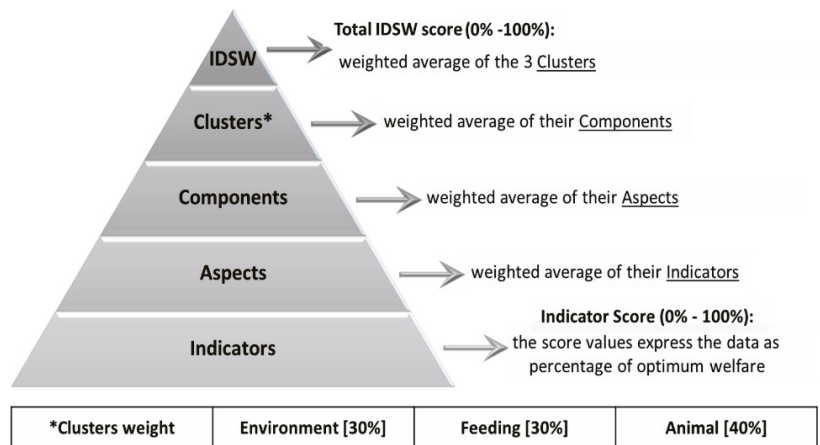 Total IDSW score (0% -100%):
IDSW
weighted average of the 3 Clusters
Clusters*
weighted average of their Components
Components
weighted average of their Aspects
Aspects
weighted average of their Indicators
Indicator Score (0% - 100%):
Indicators
the score values express the data as
percentage of optimum welfare
*Clusters weight
Environment [30%]
Feeding [30%]
Animal [40%]